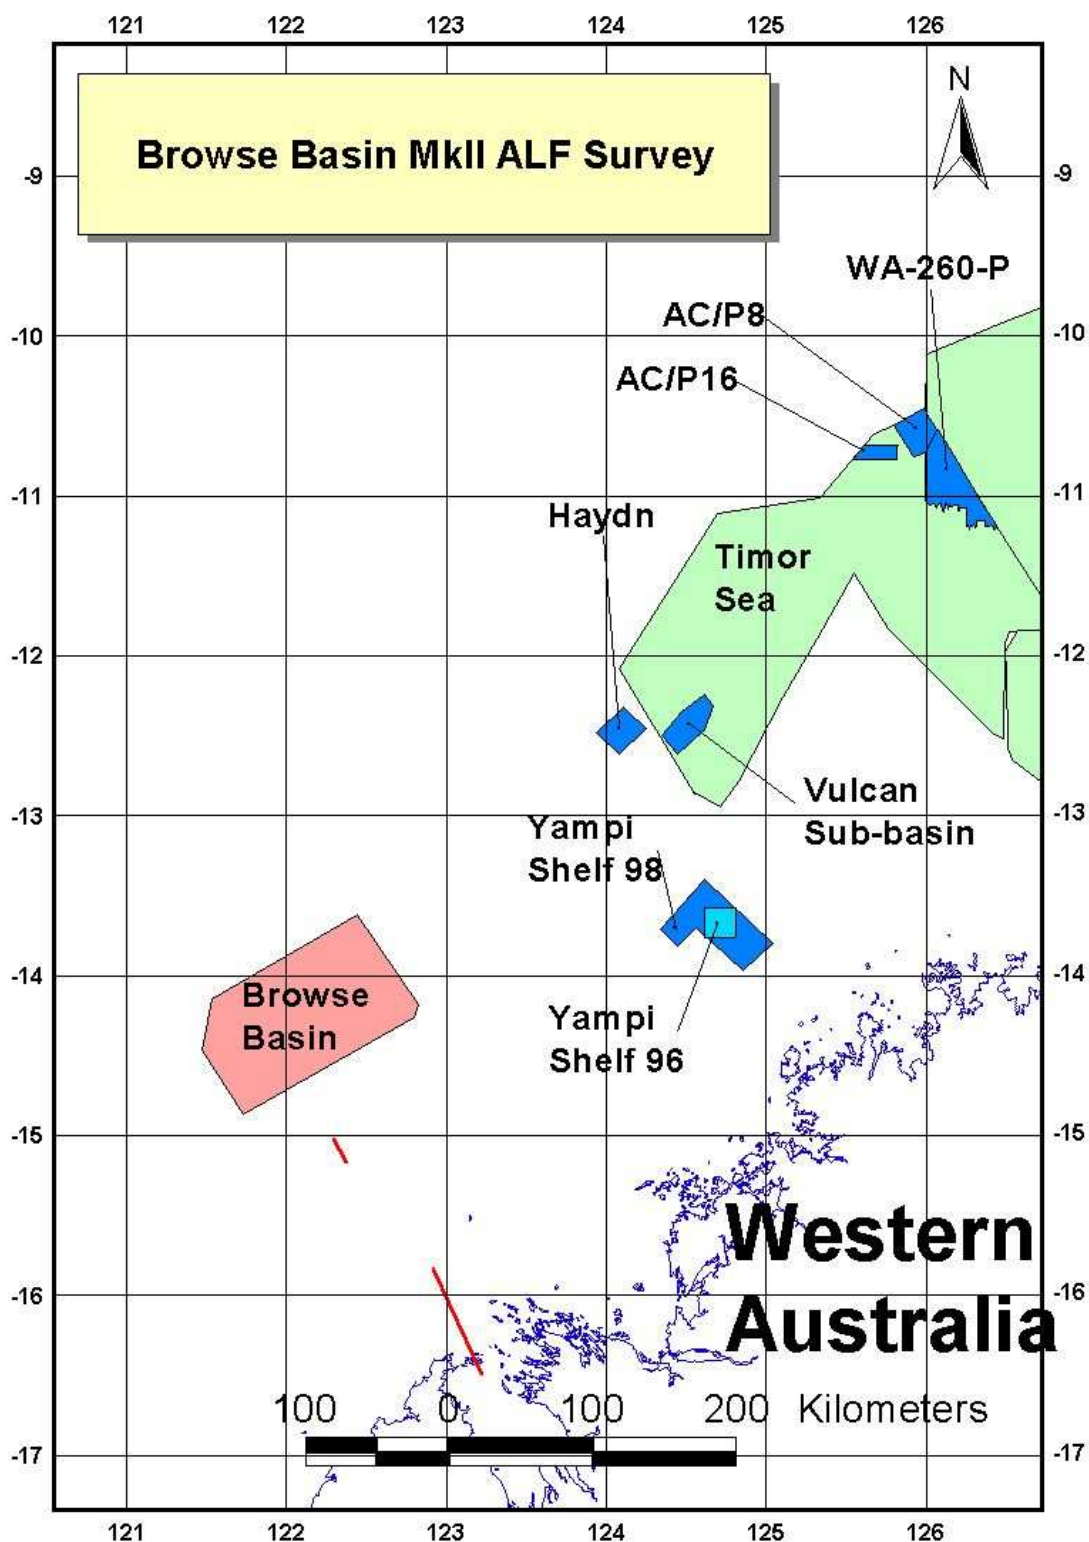 121 122 123 124 125 126
Browse Basin MkII ALF Survey
N
-9 -9
WA-260-P
AC/P8
-10 -10
AC/P16
-11 -11
Haydn
Timor
Sea
-12 -12
Vulcan
Sub-basin
-13 -13
Yampi
Shelf 98
-14 -14
Browse
Basin
Yampi
Shelf 96
-15 -15
Western
Australia
-16 -16
100 0 100 200 Kilometers
-17 -17
121 122 123 124 125 126